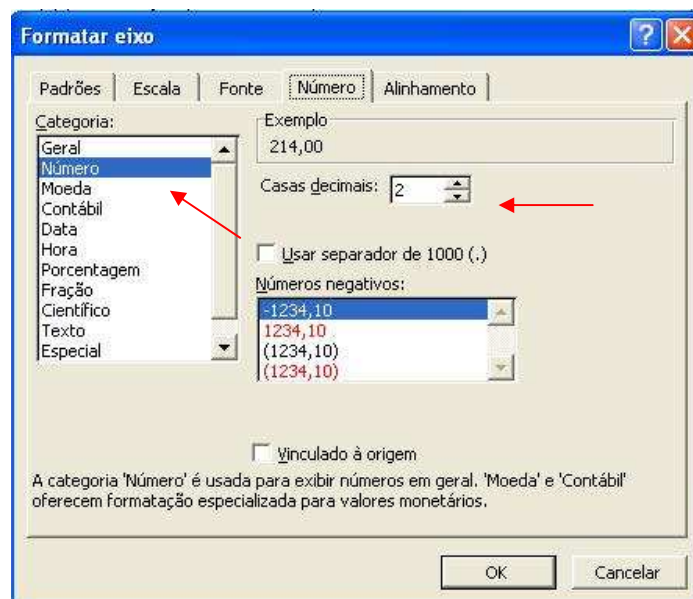 Formatar eixo
Padrões Escala Fonte Número Alinhamento
Categoria:
Geral
Número
Moeda
Contábil
Data
Hora
Porcentagem
Fração
Científico
Texto
Especial
Exemplo
214,00
Casas decimais: 2
Usar separador de 1000 (.)
Números negativos:
-1234,10
1234,10
(1234,10)
(1234,10)
Vinculado à origem
A categoria 'Número' é usada para exibir números em geral. 'Moeda' e 'Contábil'
oferecem formatação especializada para valores monetários.
OK Cancelar